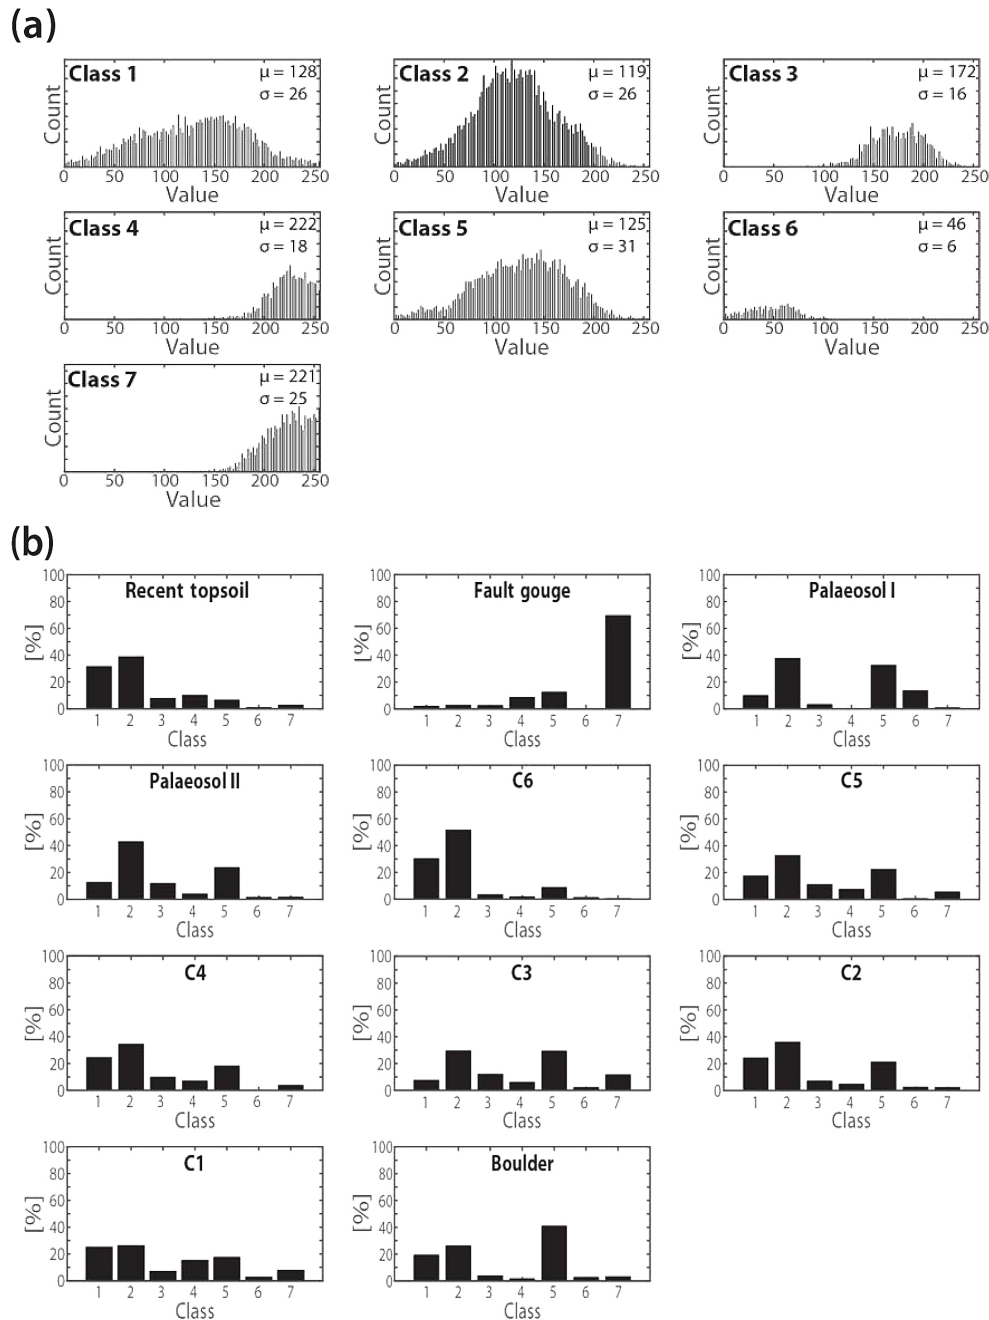 (a)
Class 1
μ = 128
σ = 26
Count
0 50 100 150 200 250
Value
Class 2
μ = 119
σ = 26
Count
0 50 100 150 200 250
Value
Class 3
μ = 172
σ = 16
Count
0 50 100 150 200 250
Value
Class 4
μ = 222
σ = 18
Count
0 50 100 150 200 250
Value
Class 5
μ = 125
σ = 31
Count
0 50 100 150 200 250
Value
Class 6
μ = 46
σ = 6
Count
0 50 100 150 200 250
Value
Class 7
μ = 221
σ = 25
Count
0 50 100 150 200 250
Value
(b)
Recent topsoil
100
80
60
40
20
0
[%]
1 2 3 4 5 6 7
Class
Fault gouge
100
80
60
40
20
0
[%]
1 2 3 4 5 6 7
Class
Palaeosol I
100
80
60
40
20
0
[%]
1 2 3 4 5 6 7
Class
Palaeosol II
100
80
60
40
20
0
[%]
1 2 3 4 5 6 7
Class
C6
100
80
60
40
20
0
[%]
1 2 3 4 5 6 7
Class
C5
100
80
60
40
20
0
[%]
1 2 3 4 5 6 7
Class
C4
100
80
60
40
20
0
[%]
1 2 3 4 5 6 7
Class
C3
100
80
60
40
20
0
[%]
1 2 3 4 5 6 7
Class
C2
100
80
60
40
20
0
[%]
1 2 3 4 5 6 7
Class
C1
100
80
60
40
20
0
[%]
1 2 3 4 5 6 7
Class
Boulder
100
80
60
40
20
0
[%]
1 2 3 4 5 6 7
Class